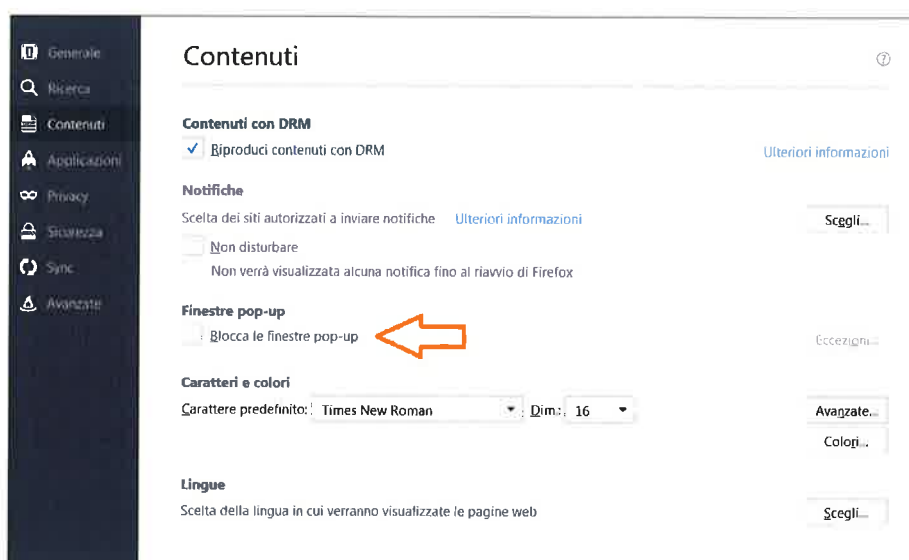 Generale
Ricerca
Contenuti
Applicazioni
Privacy
Sicurezza
Sync
Avanzate
Contenuti
?
Contenuti con DRM
Riproduci contenuti con DRM
Ulteriori informazioni
Notifiche
Scelta dei siti autorizzati a inviare notifiche Ulteriori informazioni
Scegli...
Non disturbare
Non verrà visualizzata alcuna notifica fino al riavvio di Firefox
Finestre pop-up
Blocca le finestre pop-up
Eccezioni...
Caratteri e colori
Carattere predefinito: Times New Roman Dim.: 16
Avanzate...
Colori...
Lingue
Scelta della lingua in cui verranno visualizzate le pagine web
Scegli...